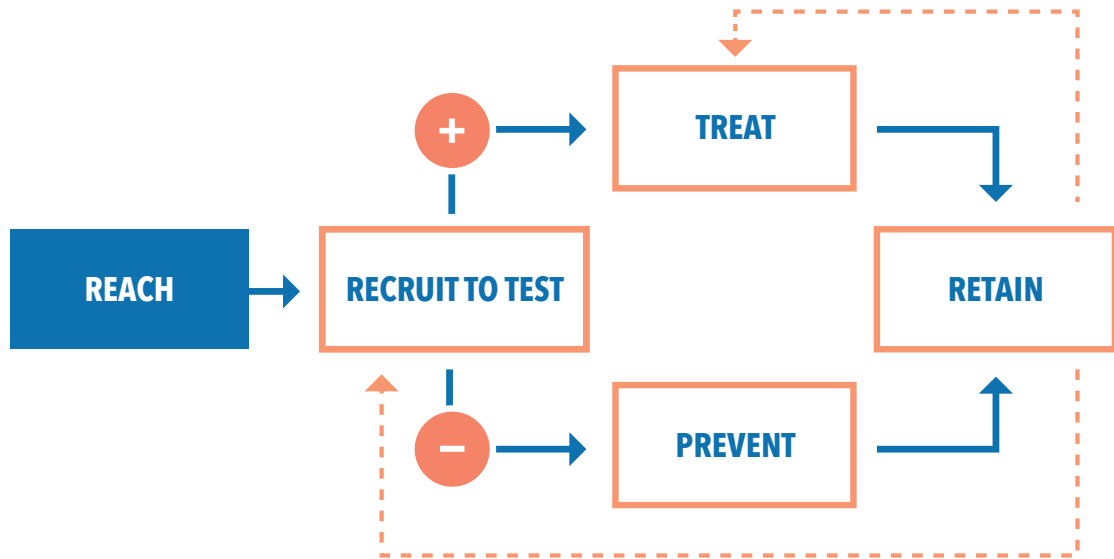 REACH
RECRUIT TO TEST
+
TREAT
−
PREVENT
RETAIN